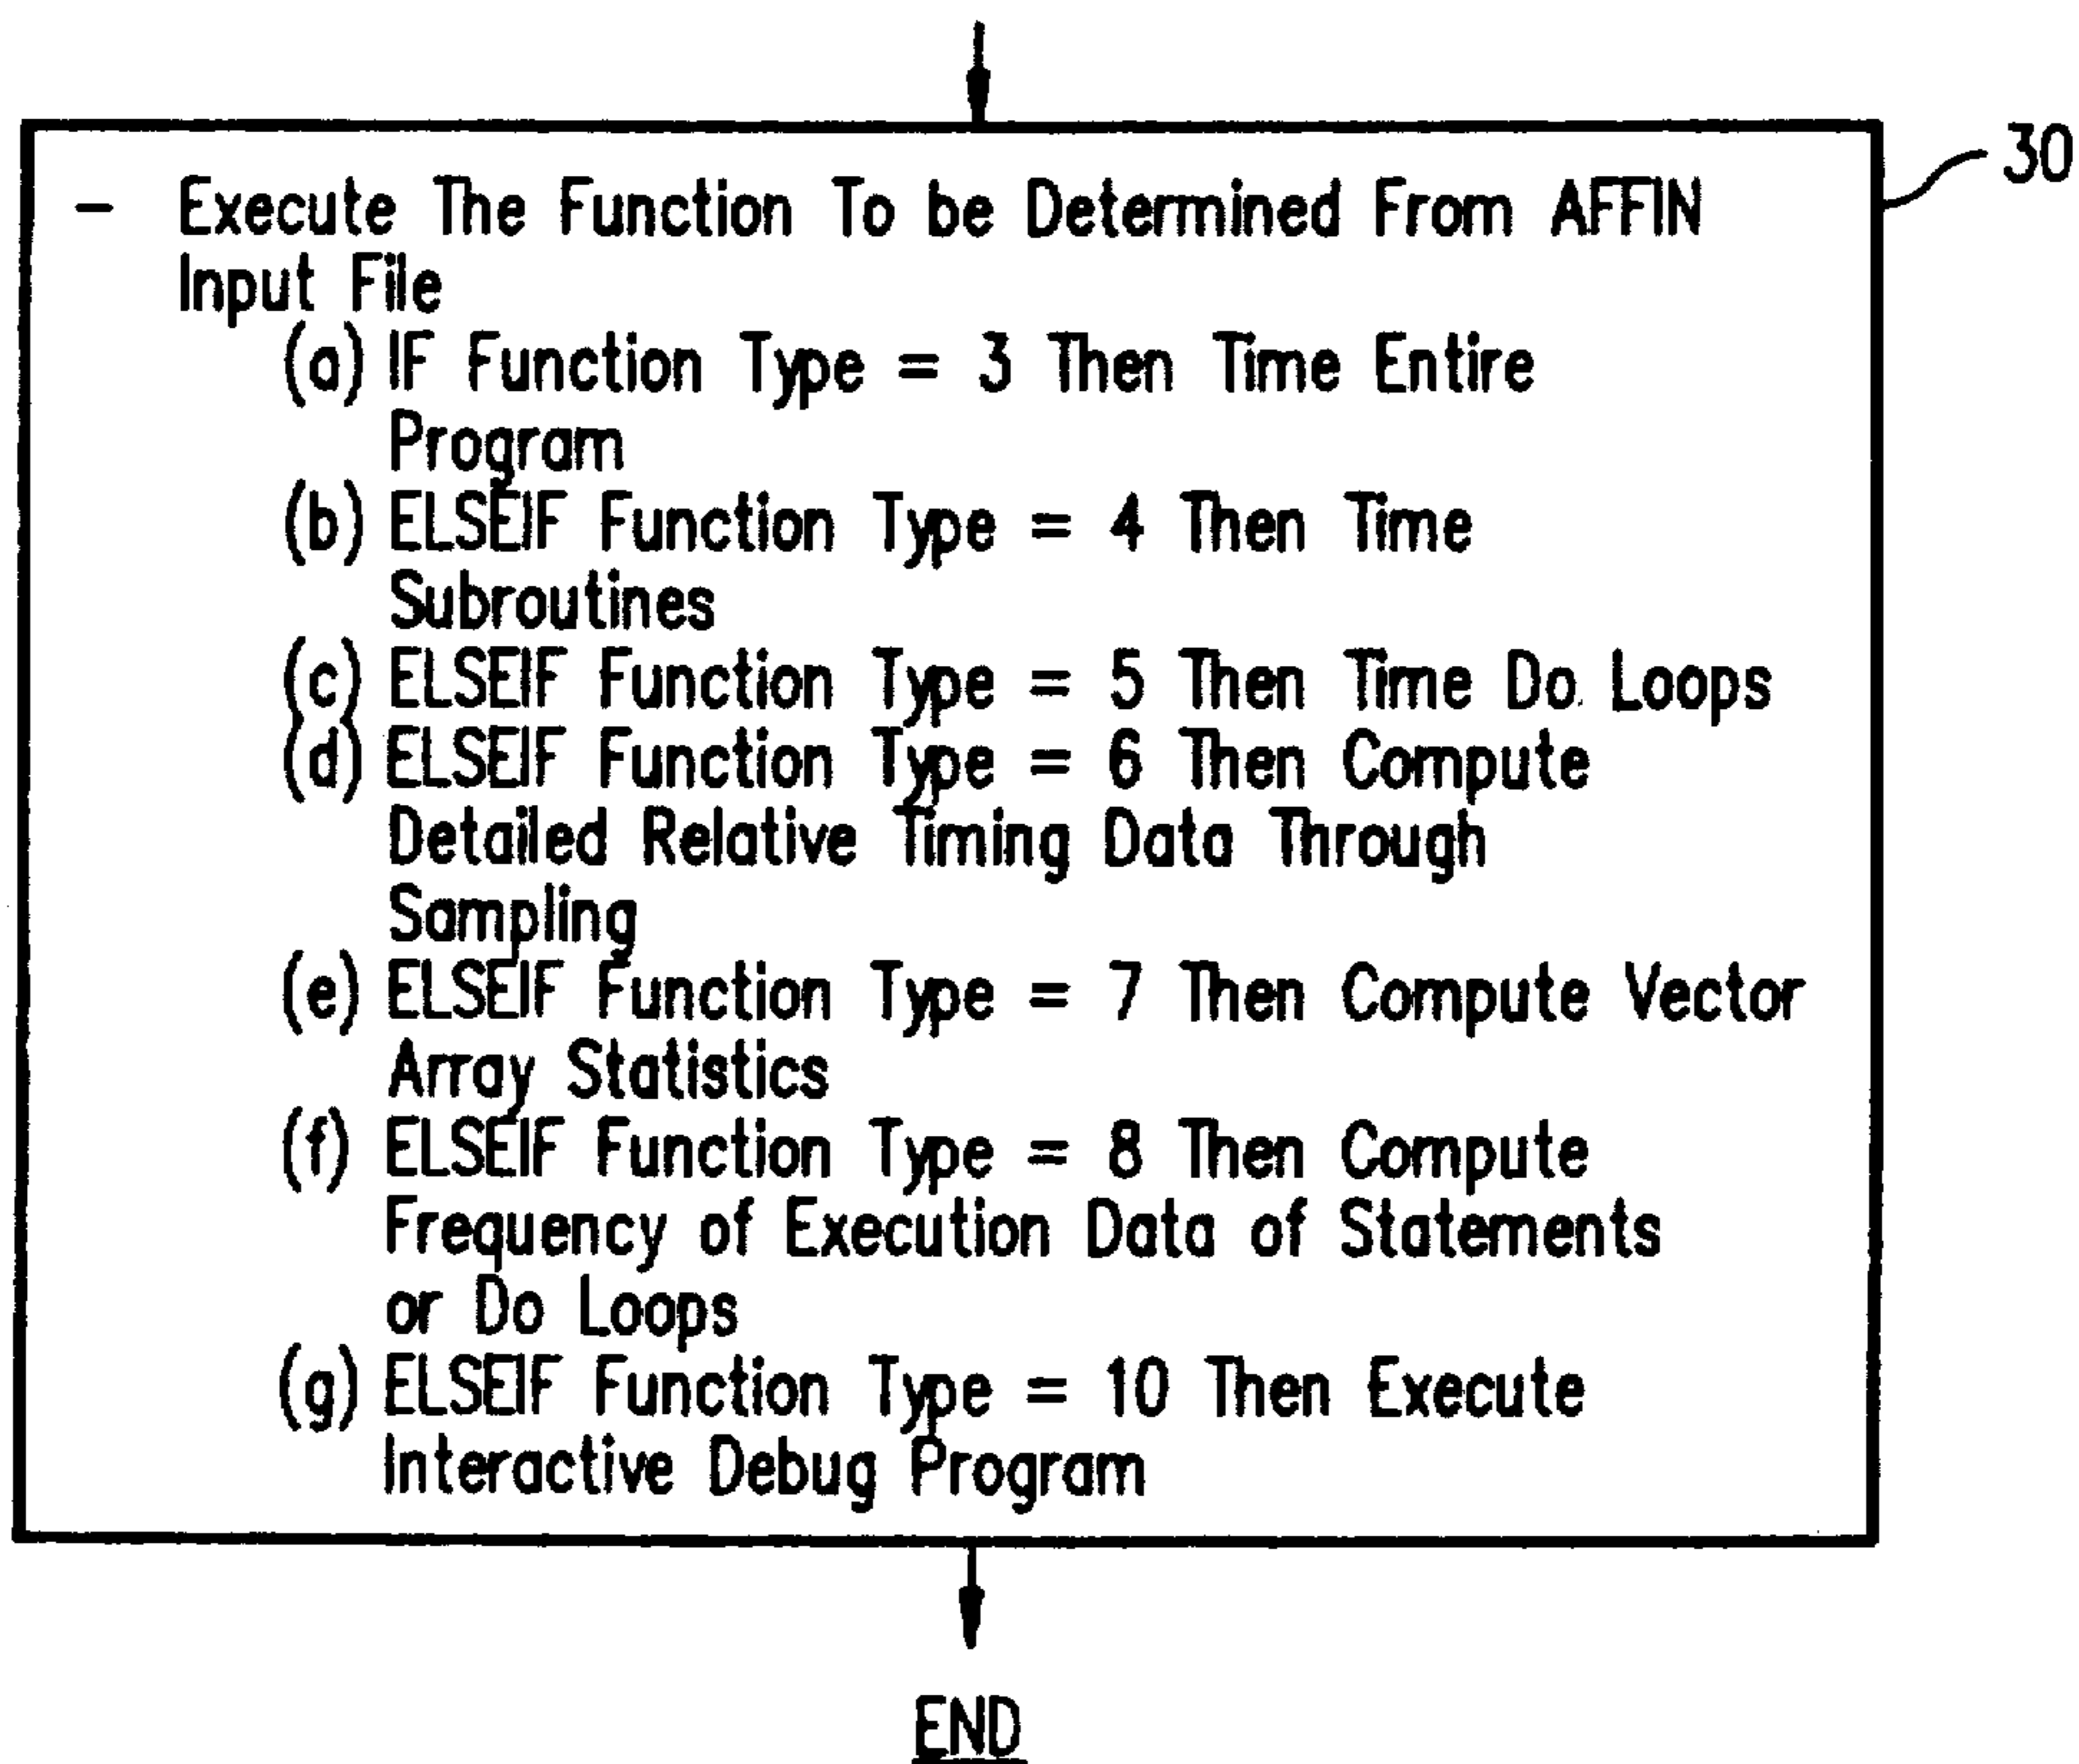 30
- Execute The Function To be Determined From AFFIN
Input File
(a) IF Function Type = 3 Then Time Entire
Program
(b) ELSEIF Function Type = 4 Then Time
Subroutines
(c) ELSEIF Function Type = 5 Then Time Do Loops
(d) ELSEIF Function Type = 6 Then Compute
Detailed Relative Timing Data Through
Sampling
(e) ELSEIF Function Type = 7 Then Compute Vector
Array Statistics
(f) ELSEIF Function Type = 8 Then Compute
Frequency of Execution Data of Statements
or Do Loops
(g) ELSEIF Function Type = 10 Then Execute
Interactive Debug Program
END